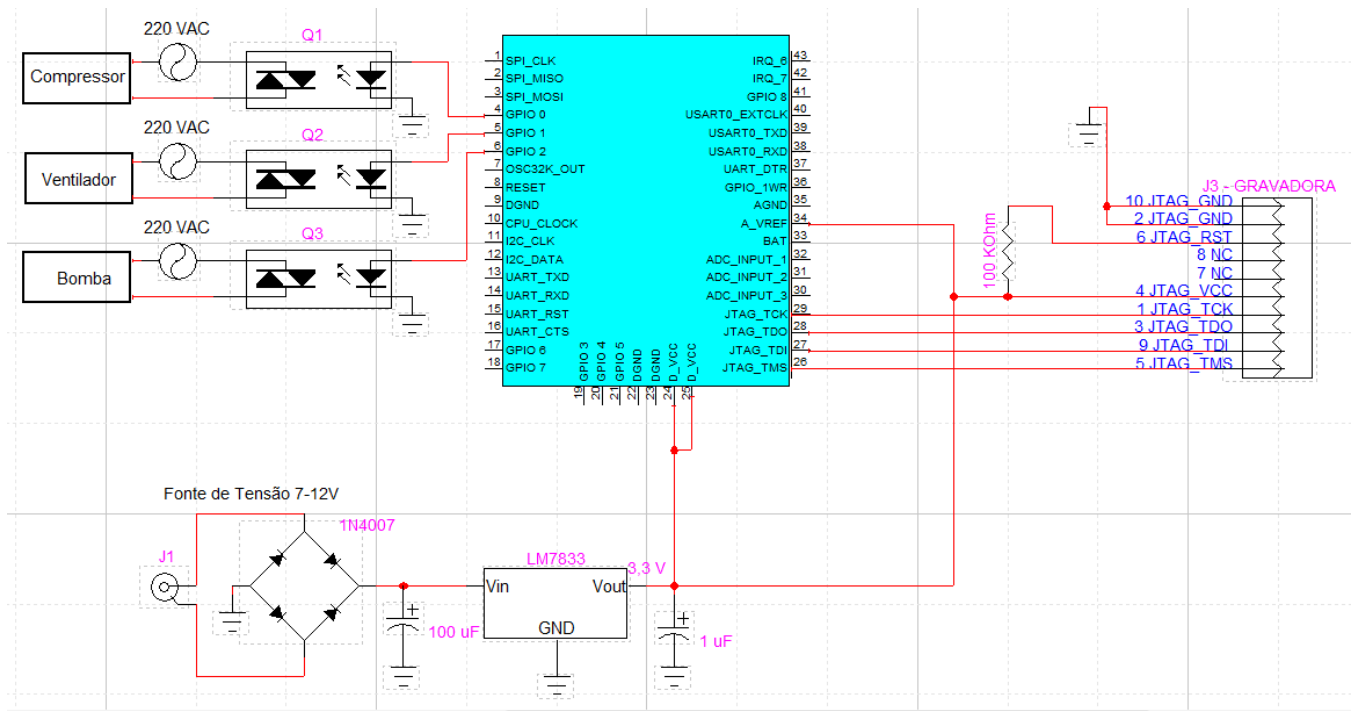 220 VAC
Q1
Compressor
220 VAC
Q2
Ventilador
220 VAC
Q3
Bomba
1 SPI_CLK
2 SPI_MISO
3 SPI_MOSI
4 GPIO 0
5 GPIO 1
6 GPIO 2
7 OSC32K_OUT
8 RESET
9 DGND
10 CPU_CLOCK
11 I2C_CLK
12 I2C_DATA
13 UART_TXD
14 UART_RXD
15 UART_RST
16 UART_CTS
17 GPIO 6
18 GPIO 7
19 GPIO 3
20 GPIO 4
21 GPIO 5
22 DGND
23 DGND
24 D_VCC
25 D_VCC
IRQ_6 43
IRQ_7 42
GPIO 8 41
USART0_EXTCLK 40
USART0_TXD 39
USART0_RXD 38
UART_DTR 37
GPIO_1WR 36
AGND 35
A_VREF 34
BAT 33
ADC_INPUT_1 32
ADC_INPUT_2 31
ADC_INPUT_3 30
JTAG_TCK 29
JTAG_TDO 28
JTAG_TDI 27
JTAG_TMS 26
100 KOhm
J3 - GRAVADORA
10 JTAG_GND
2 JTAG_GND
6 JTAG_RST
8 NC
7 NC
4 JTAG_VCC
1 JTAG_TCK
3 JTAG_TDO
9 JTAG_TDI
5 JTAG_TMS
Fonte de Tensão 7-12V
1N4007
J1
100 uF
LM7833
Vin
Vout
GND
3,3 V
1 uF